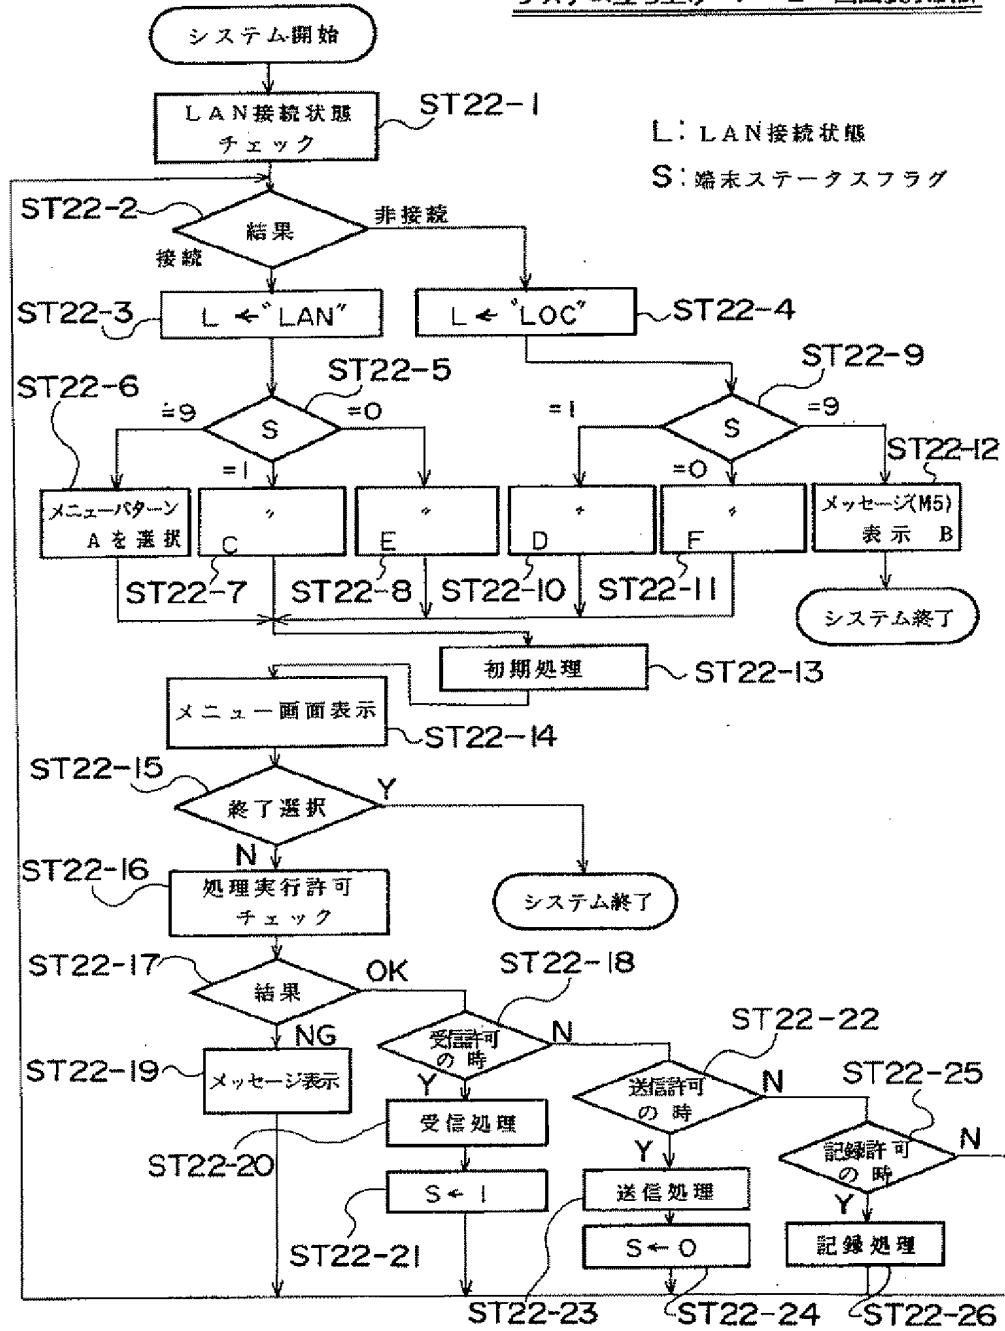 システム開始
LAN接続状態
チェック
ST22-1
L: LAN接続状態
S: 端末ステータスフラグ
ST22-2
結果
非接続
接続
ST22-3
L ← "LAN"
L ← "LOC"
ST22-4
ST22-6
ST22-5
ST22-9
=9
S
=0
=1
=1
S
=9
=0
ST22-12
メニューパターン
Aを選択
〃
C
〃
E
〃
D
〃
F
メッセージ(M5)
表示 B
ST22-7
ST22-8
ST22-10
ST22-11
システム終了
初期処理
ST22-13
メニュー画面表示
ST22-14
ST22-15
終了選択
Y
N
ST22-16
処理実行許可
チェック
システム終了
ST22-17
結果
OK
ST22-18
NG
受信許可
の時
N
ST22-22
ST22-19
メッセージ表示
Y
送信許可
の時
N
ST22-25
受信処理
記録許可
の時
N
ST22-20
Y
S ← 1
送信処理
Y
ST22-21
S ← 0
記録処理
ST22-23
ST22-24
ST22-26